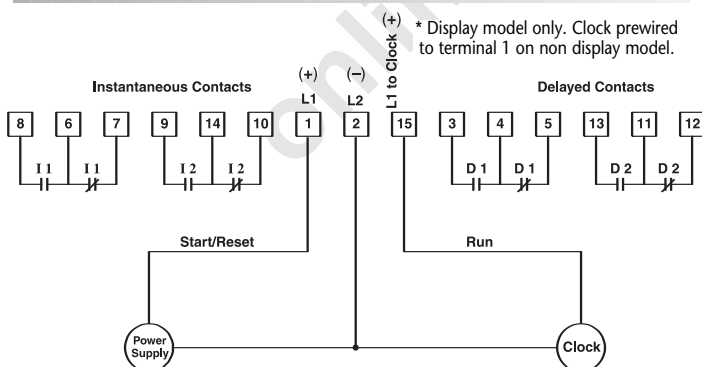 * Display model only. Clock prewired
to terminal 1 on non display model.
L1 to Clock (+)
(+) (–)
Instantaneous Contacts
L1 L2
Delayed Contacts
8 6 7 9 14 10 1 2 15 3 4 5 13 11 12
I 1 I 1 I 2 I 2 D 1 D 1 D 2 D 2
Start/Reset Run
Power
Supply
Clock
onlin